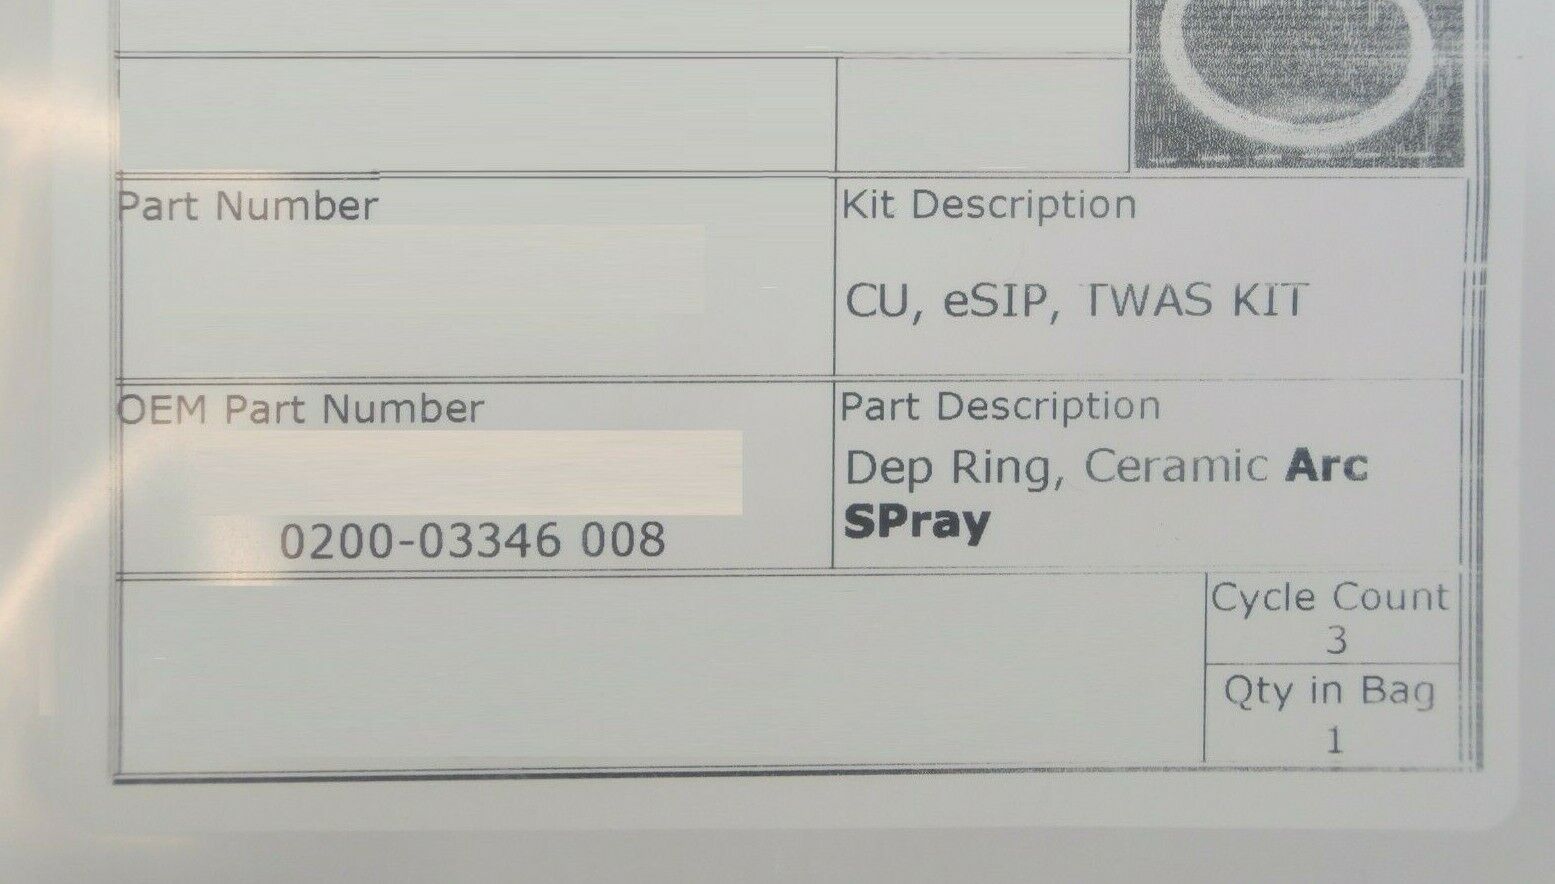 Part Number
Kit Description
CU, eSIP, TWAS KIT
OEM Part Number
0200-03346 008
Part Description
Dep Ring, Ceramic Arc
SPray
Cycle Count
3
Qty in Bag
1